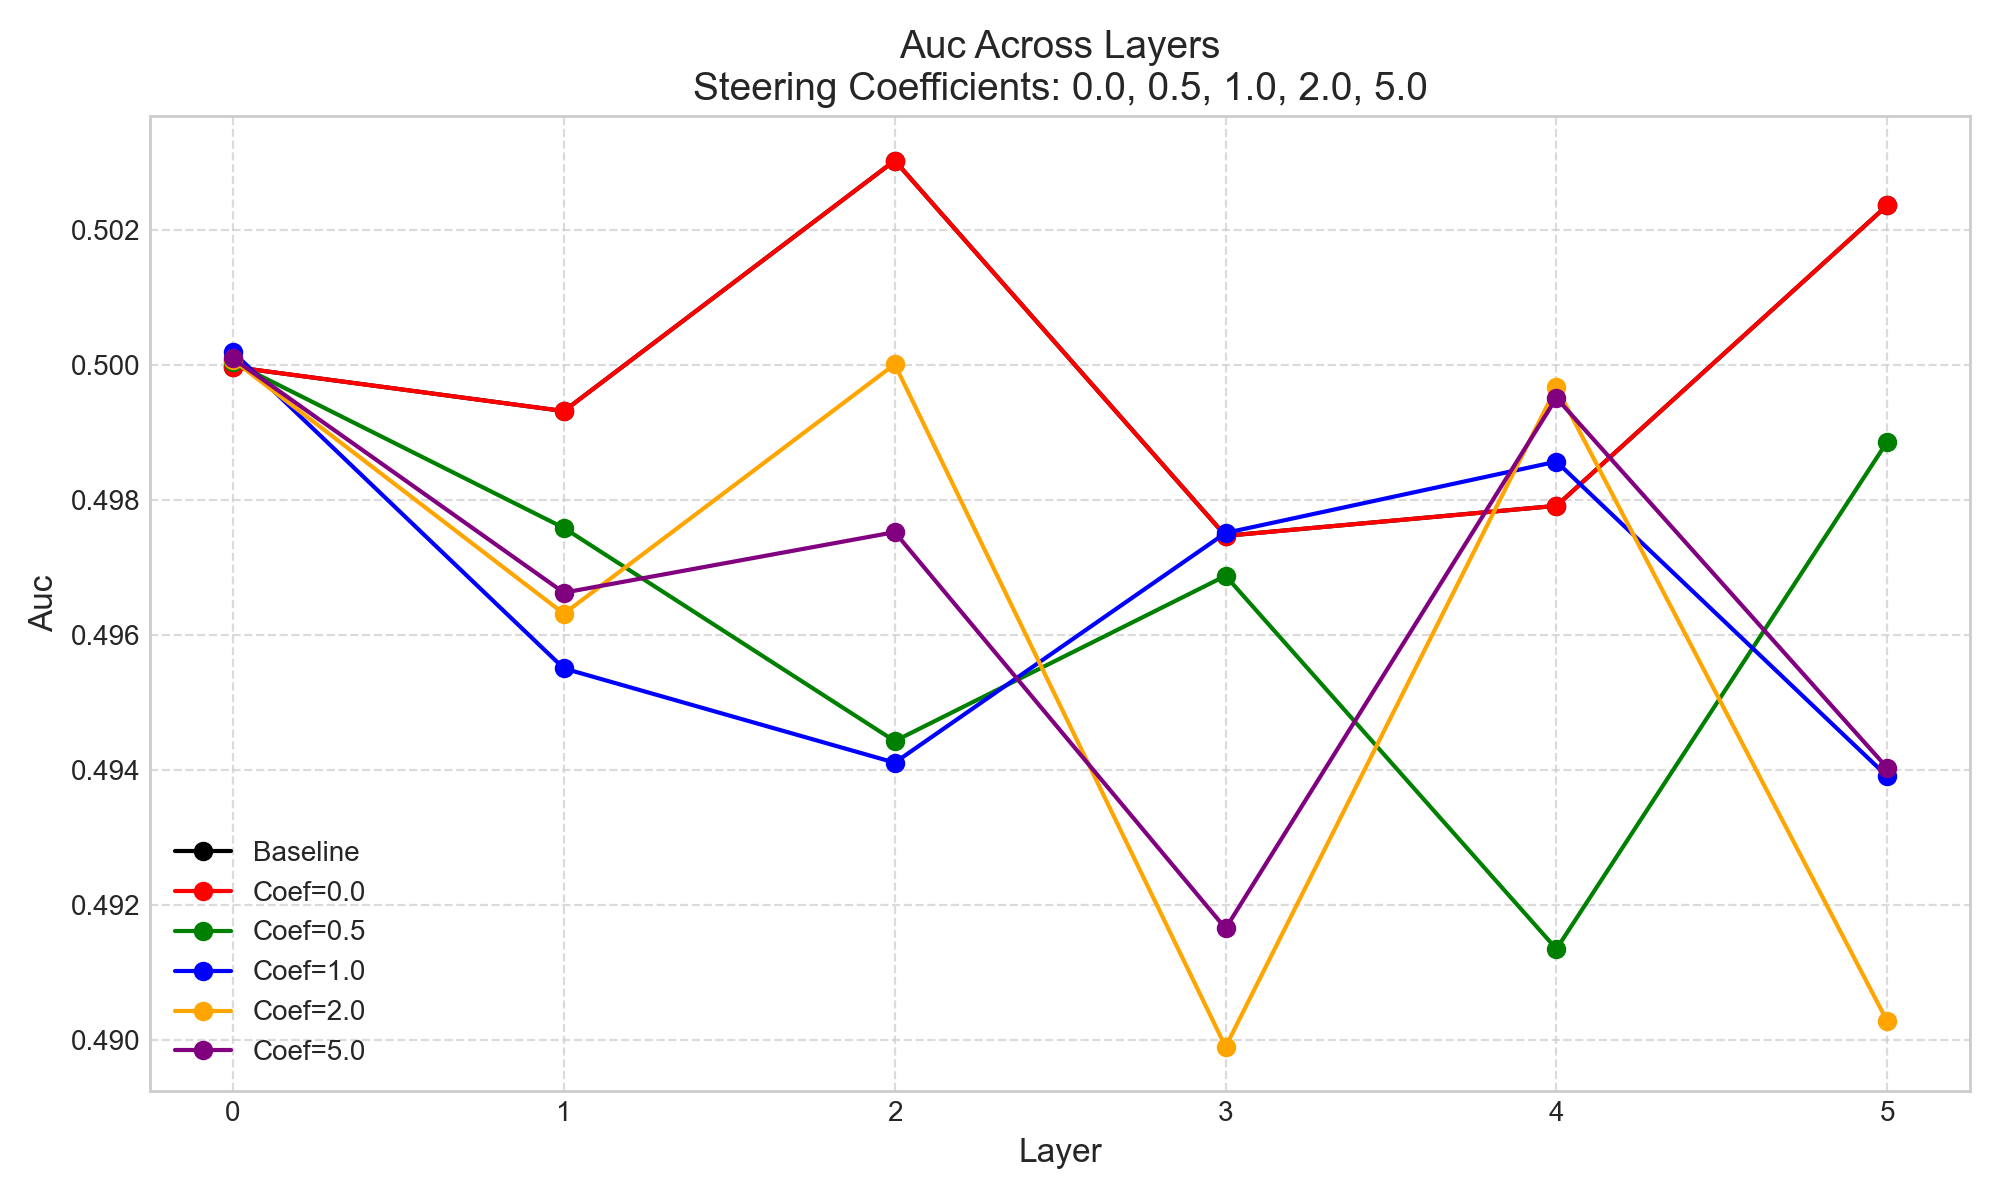 Auc Across Layers
Steering Coefficients: 0.0, 0.5, 1.0, 2.0, 5.0
Auc
0.502
0.500
0.498
0.496
0.494
0.492
0.490
Baseline
Coef=0.0
Coef=0.5
Coef=1.0
Coef=2.0
Coef=5.0
0 1 2 3 4 5
Layer